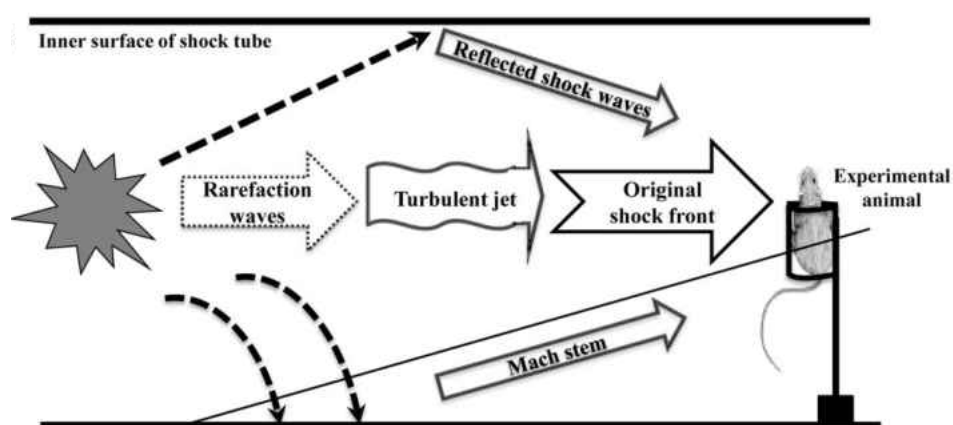 Inner surface of shock tube
Reflected shock waves
Rarefaction
waves
Turbulent jet
Original
shock front
Experimental
animal
Mach stem